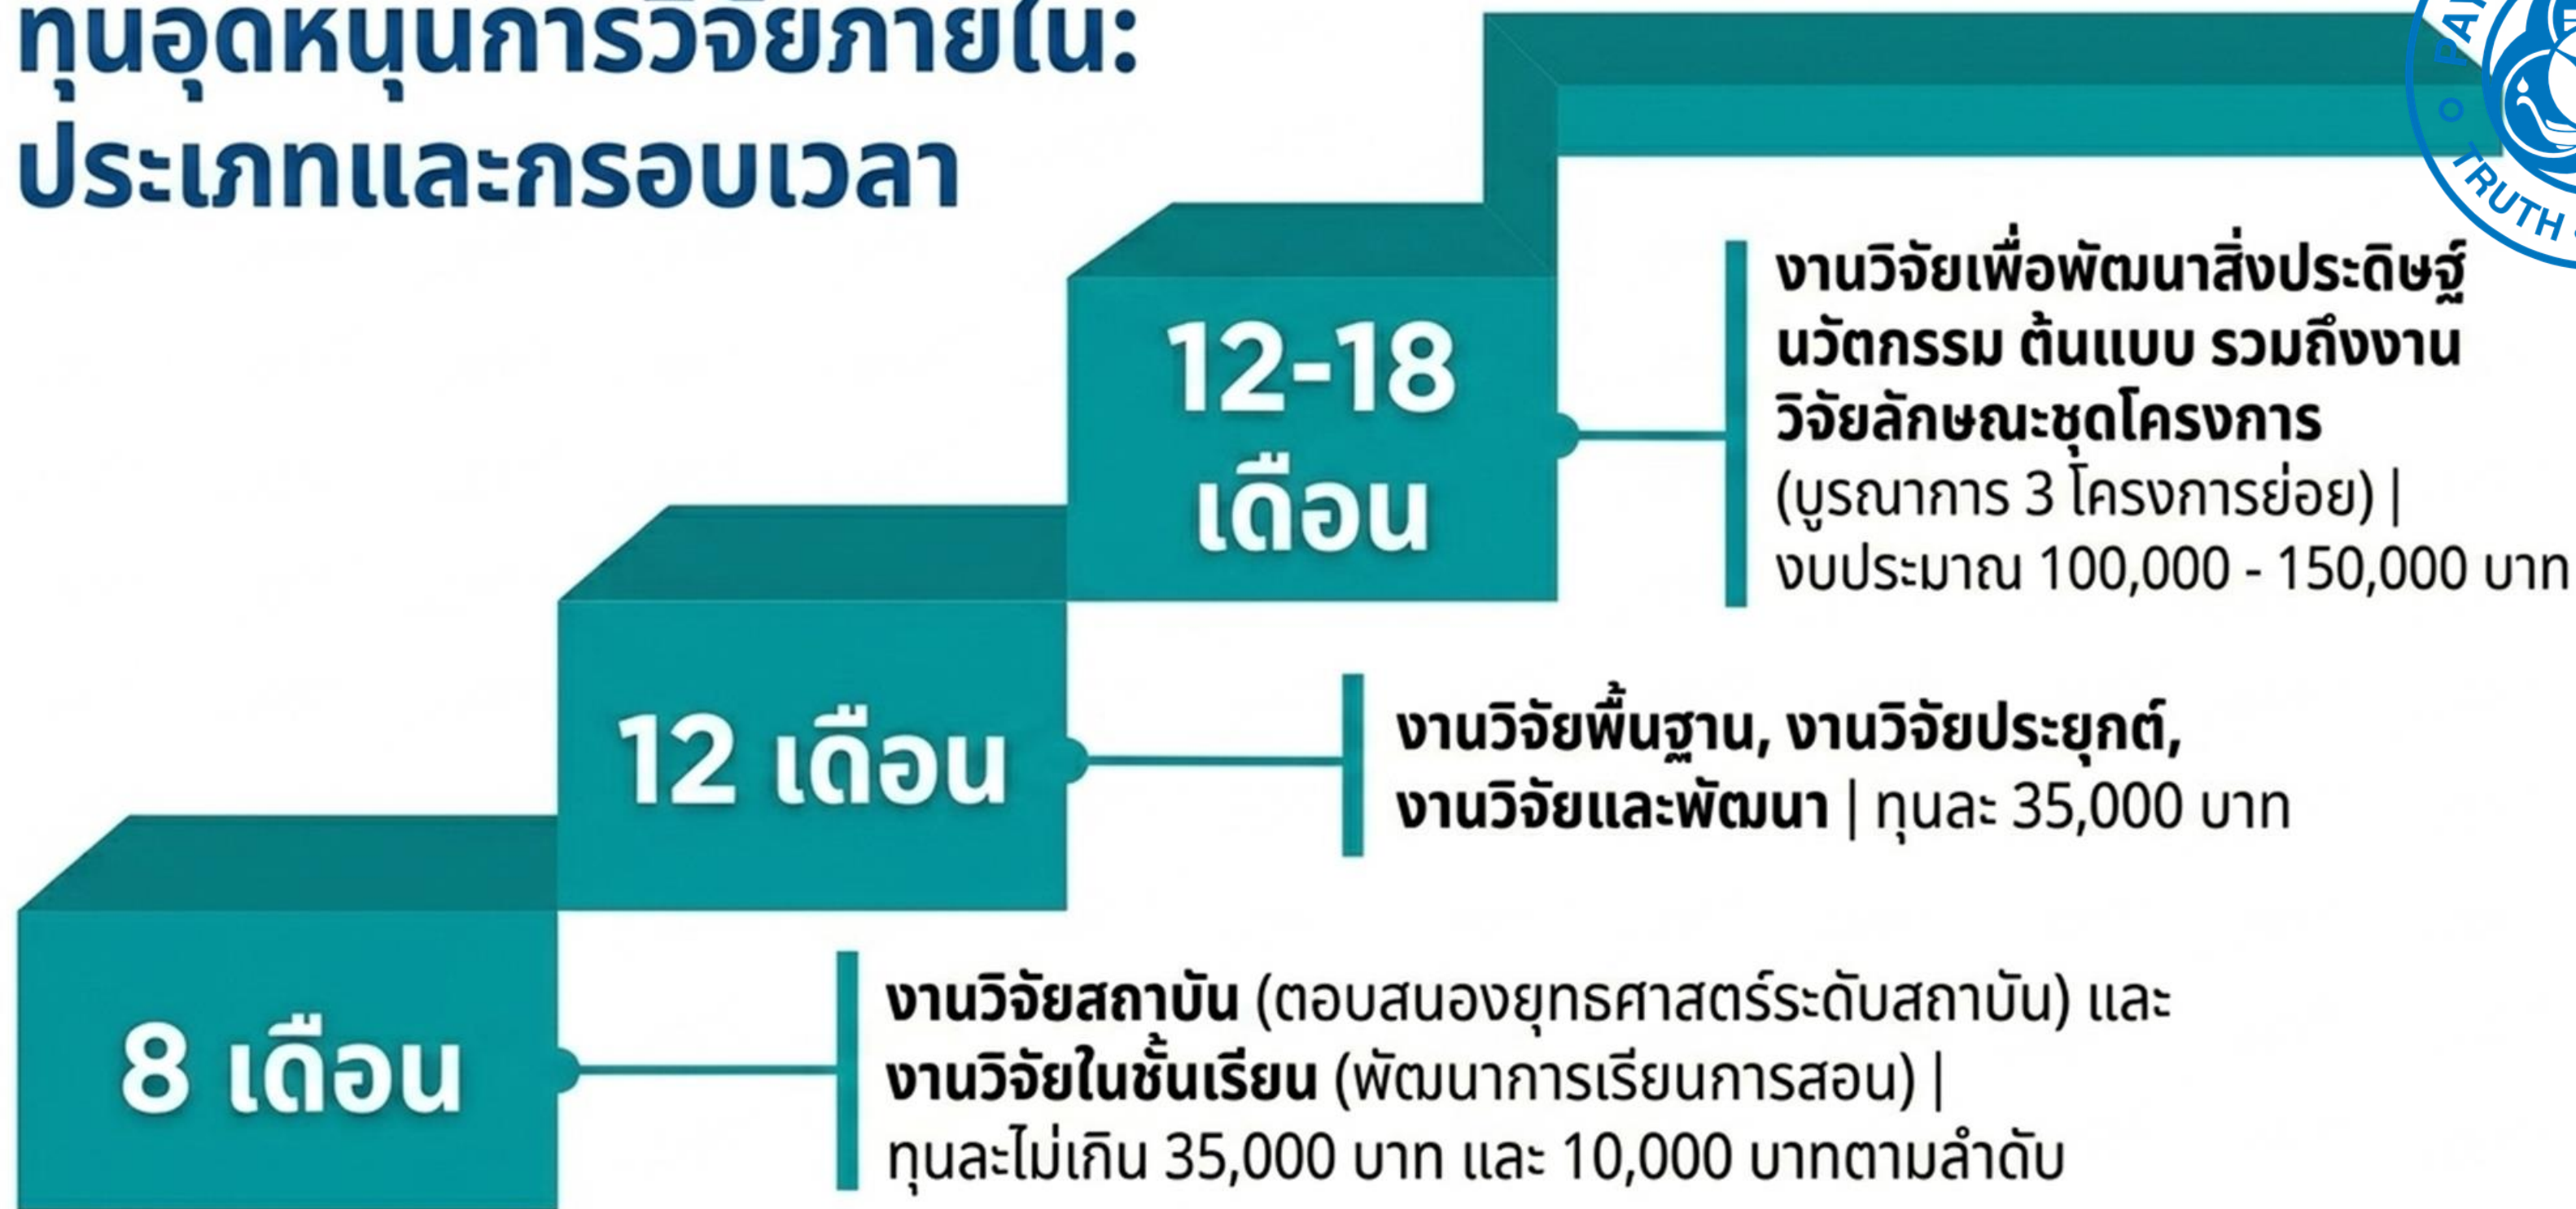 ทุนอุดหนุนการวิจัยภายใน:
ประเภทและกรอบเวลา
12-18
เดือน
งานวิจัยเพื่อพัฒนาสิ่งประดิษฐ์
นวัตกรรม ต้นแบบ รวมถึงงาน
วิจัยลักษณะชุดโครงการ
(บูรณาการ 3 โครงการย่อย) |
งบประมาณ 100,000 - 150,000 บาท
12 เดือน
งานวิจัยพื้นฐาน, งานวิจัยประยุกต์,
งานวิจัยและพัฒนา | ทุนละ 35,000 บาท
8 เดือน
งานวิจัยสถาบัน (ตอบสนองยุทธศาสตร์ระดับสถาบัน) และ
งานวิจัยในชั้นเรียน (พัฒนาการเรียนการสอน) |
ทุนละไม่เกิน 35,000 บาท และ 10,000 บาทตามลำดับ
TRUTH